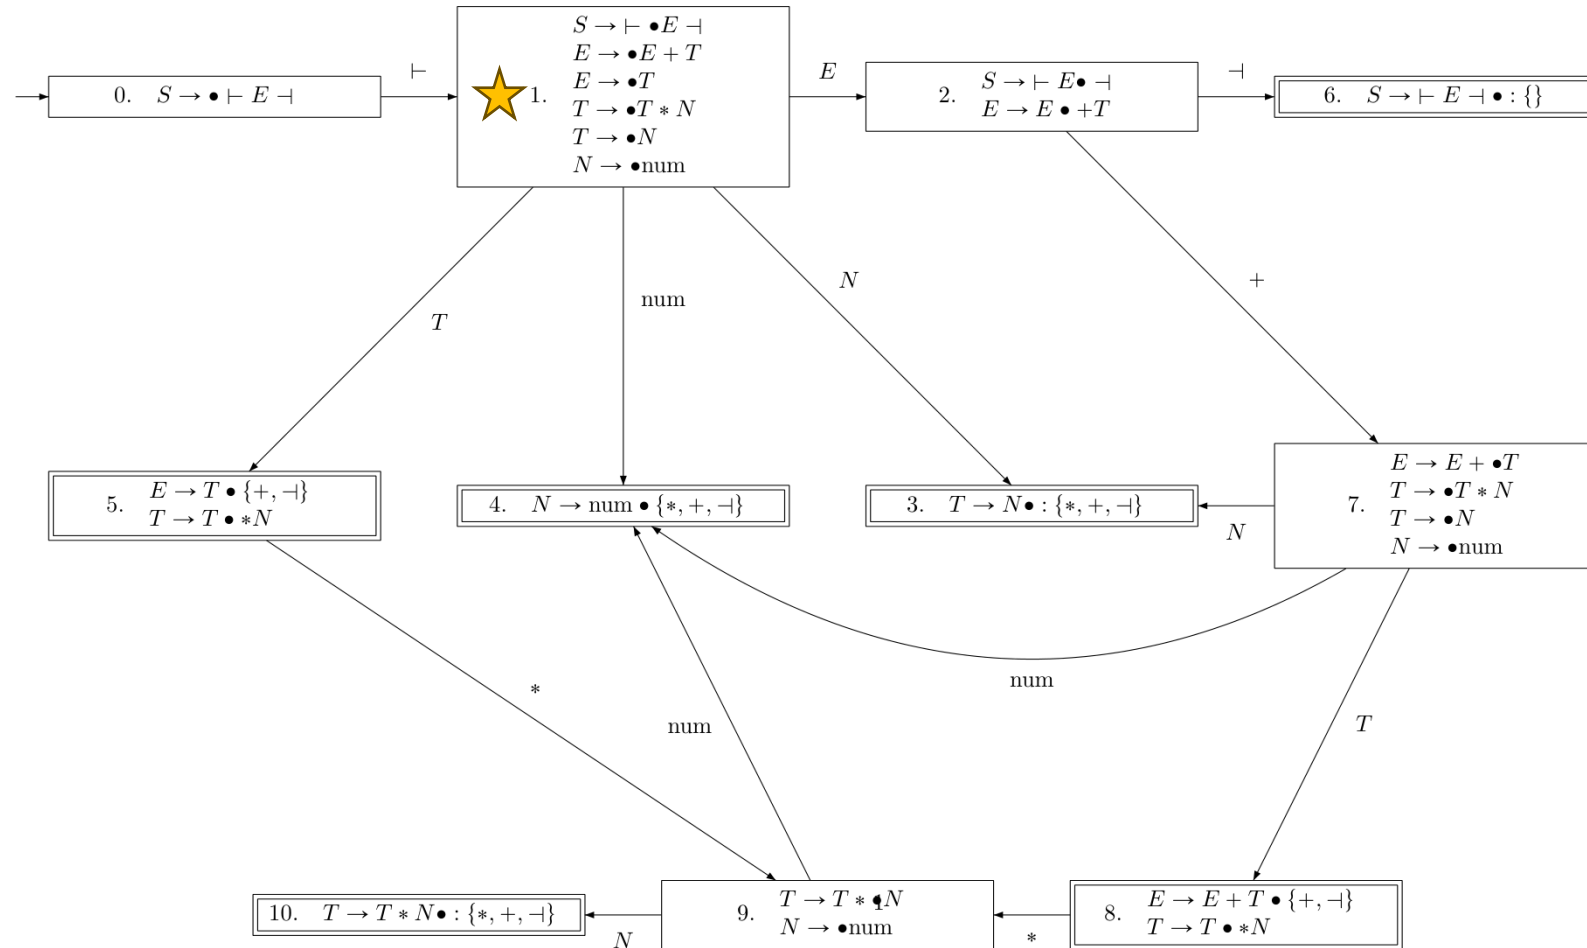 0. S → • ⊢ E ⊣
⊢
1.
S → ⊢ •E ⊣
E → •E + T
E → •T
T → •T * N
T → •N
N → •num
E
2.
S → ⊢ E• ⊣
E → E • +T
⊣
6. S → ⊢ E ⊣ • : {}
T
num
N
+
5.
E → T • {+, ⊣}
T → T • *N
4. N → num • {*, +, ⊣}
3. T → N• : {*, +, ⊣}
N
7.
E → E + •T
T → •T * N
T → •N
N → •num
*
num
num
T
10. T → T * N• : {*, +, ⊣}
N
9.
T → T * •N
N → •num
*
8.
E → E + T • {+, ⊣}
T → T • *N